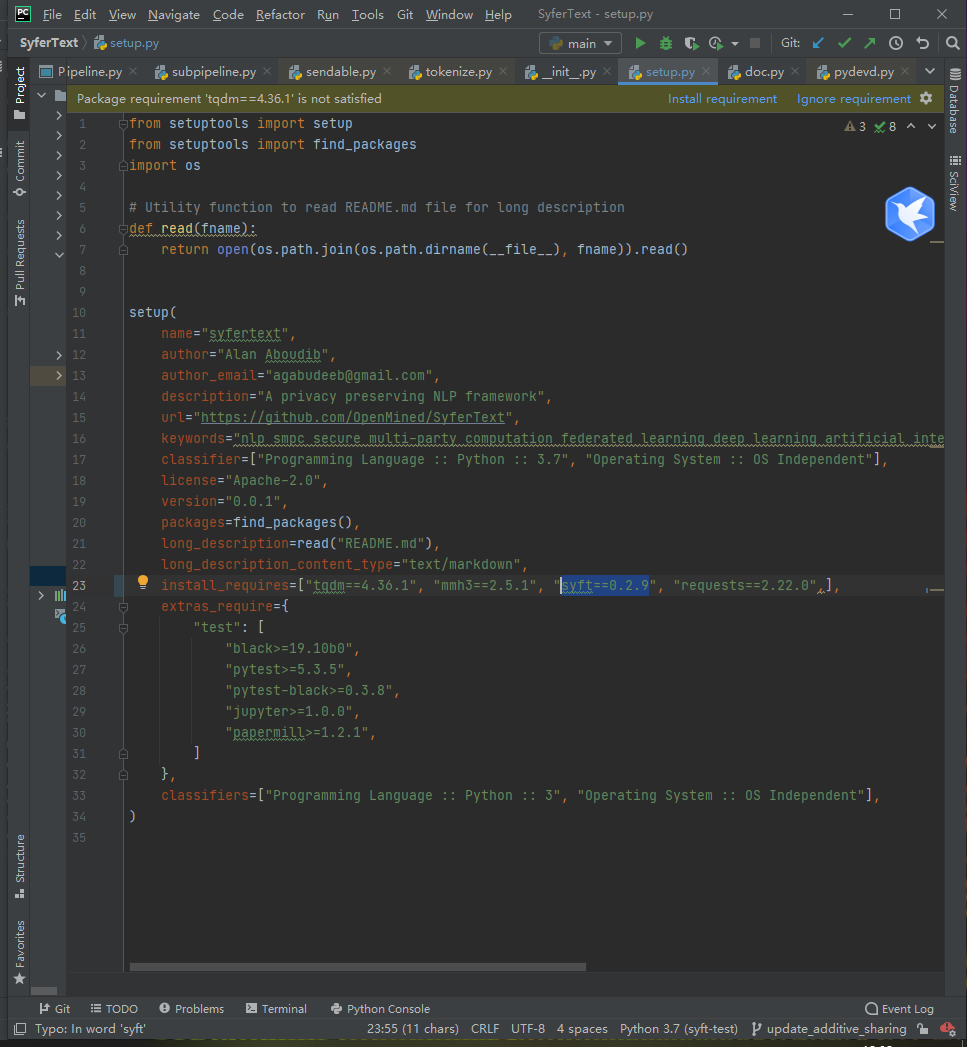 PC File Edit View Navigate Code Refactor Run Tools Git Window Help SyferText - setup.py
SyferText setup.py main Git:
Pipeline.py subpipeline.py sendable.py tokenize.py __init__.py setup.py doc.py pydevd.py
Package requirement 'tqdm==4.36.1' is not satisfied Install requirement Ignore requirement
Project
Commit
Pull Requests
Structure
Favorites
Database
SciView
3 8
1 from setuptools import setup
2 from setuptools import find_packages
3 import os
4
5 # Utility function to read README.md file for long description
6 def read(fname):
7 return open(os.path.join(os.path.dirname(__file__), fname)).read()
8
9
10 setup(
11 name="syfertext",
12 author="Alan Aboudib",
13 author_email="agabudeeb@gmail.com",
14 description="A privacy preserving NLP framework",
15 url="https://github.com/OpenMined/SyferText",
16 keywords="nlp smpc secure multi-party computation federated learning deep learning artificial inte
17 classifier=["Programming Language :: Python :: 3.7", "Operating System :: OS Independent"],
18 license="Apache-2.0",
19 version="0.0.1",
20 packages=find_packages(),
21 long_description=read("README.md"),
22 long_description_content_type="text/markdown",
23 install_requires=["tqdm==4.36.1", "mmh3==2.5.1", "syft==0.2.9", "requests==2.22.0",],
24 extras_require={
25 "test": [
26 "black>=19.10b0",
27 "pytest>=5.3.5",
28 "pytest-black>=0.3.8",
29 "jupyter>=1.0.0",
30 "papermill>=1.2.1",
31 ]
32 },
33 classifiers=["Programming Language :: Python :: 3", "Operating System :: OS Independent"],
34 )
35
Git TODO Problems Terminal Python Console Event Log
Typo: In word 'syft' 23:55 (11 chars) CRLF UTF-8 4 spaces Python 3.7 (syft-test) update_additive_sharing